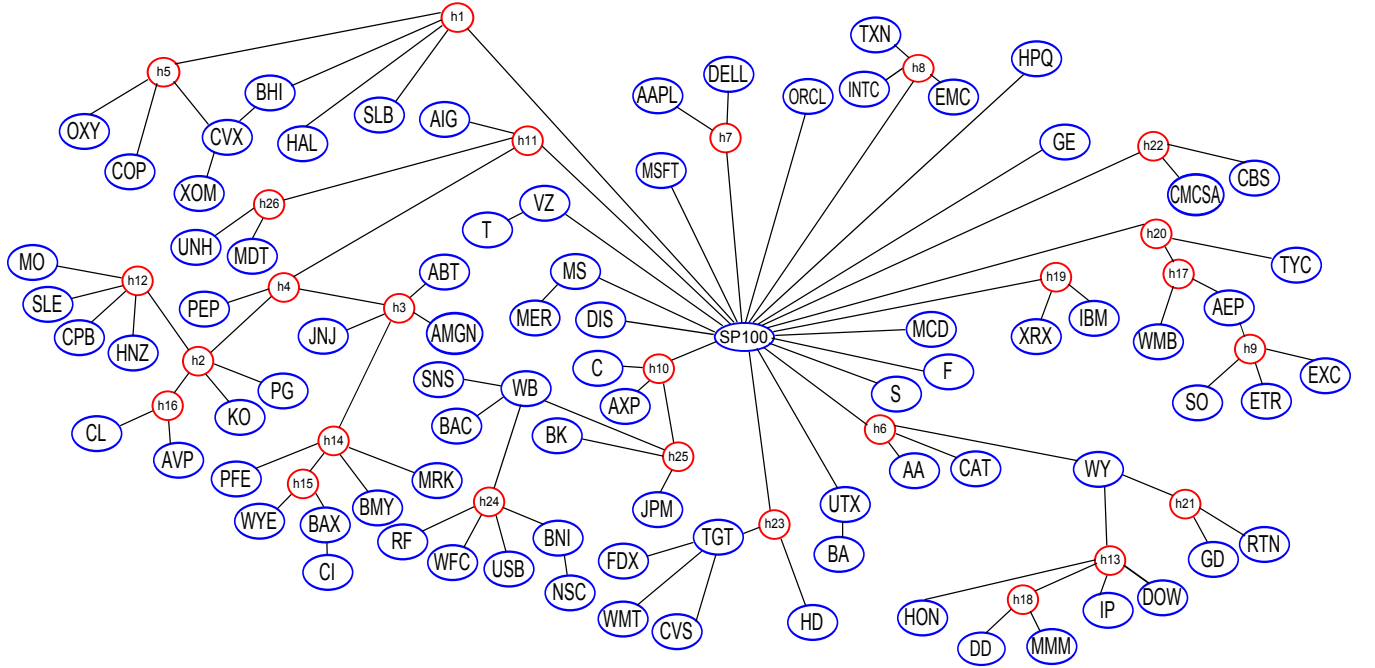 h1
TXN
HPQ
h5
DELL
h8
BHI
AAPL
ORCL
INTC
EMC
OXY
SLB
AIG
CVX
HAL
h11
h7
GE
h22
COP
MSFT
CBS
XOM
h26
CMCSA
VZ
T
UNH
MDT
h20
MO
h12
ABT
MS
h19
h17
TYC
SLE
PEP
h4
h3
AEP
CPB
HNZ
JNJ
AMGN
MER
DIS
SP100
MCD
XRX
IBM
WMB
h2
h9
C
h10
F
EXC
PG
SNS
WB
S
h16
KO
AXP
SO
ETR
CL
BAC
BK
h6
AVP
h14
h25
AA
CAT
WY
PFE
h15
MRK
WYE
BMY
h24
JPM
UTX
h21
BAX
h23
RF
BNI
TGT
RTN
WFC
USB
FDX
BA
GD
h13
CI
NSC
DOW
WMT
CVS
HD
HON
h18
IP
DD
MMM